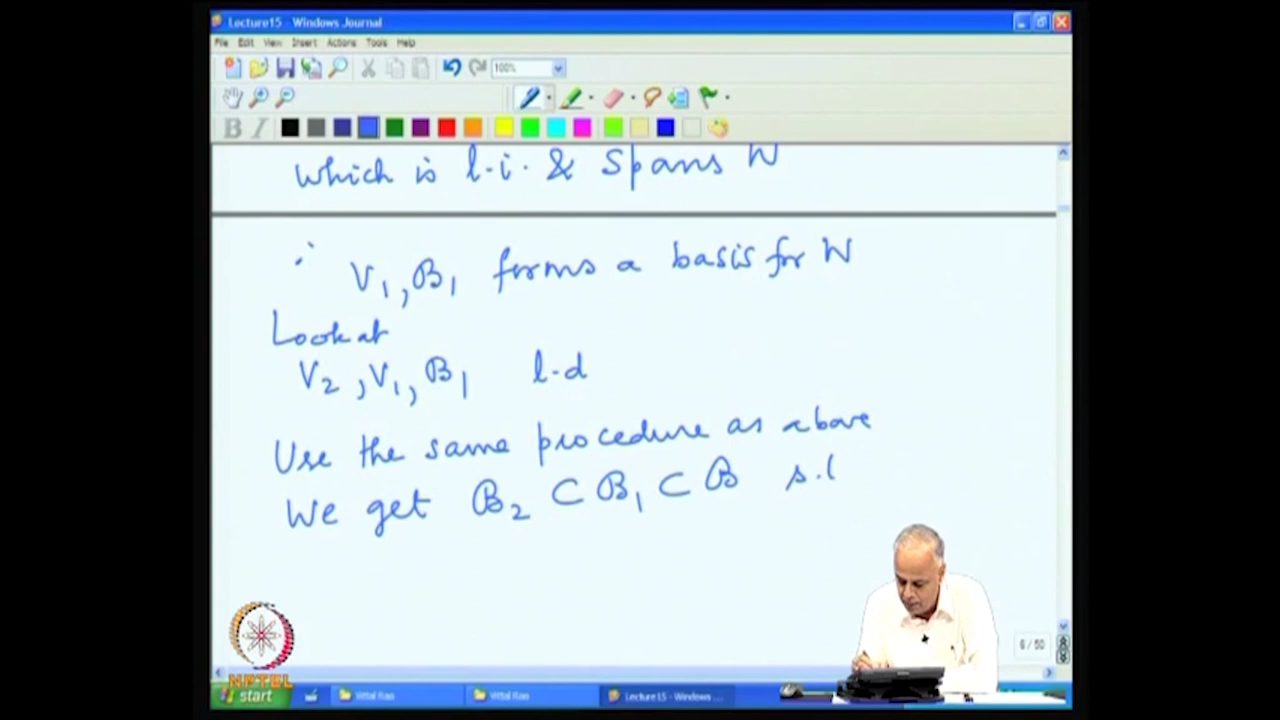 Lecture15 - Windows Journal
File Edit View Insert Actions Tools Help
100%
B I
which is l.i. & Spans W
∴ V₁, B₁ forms a basis for W
Look at
V₂, V₁, B₁ l.d
Use the same procedure as above
We get B₂ ⊂ B₁ ⊂ B s.(
6 / 50
NPTEL
start Vittal Rao Vittal Rao Lecture15 - Windows ...